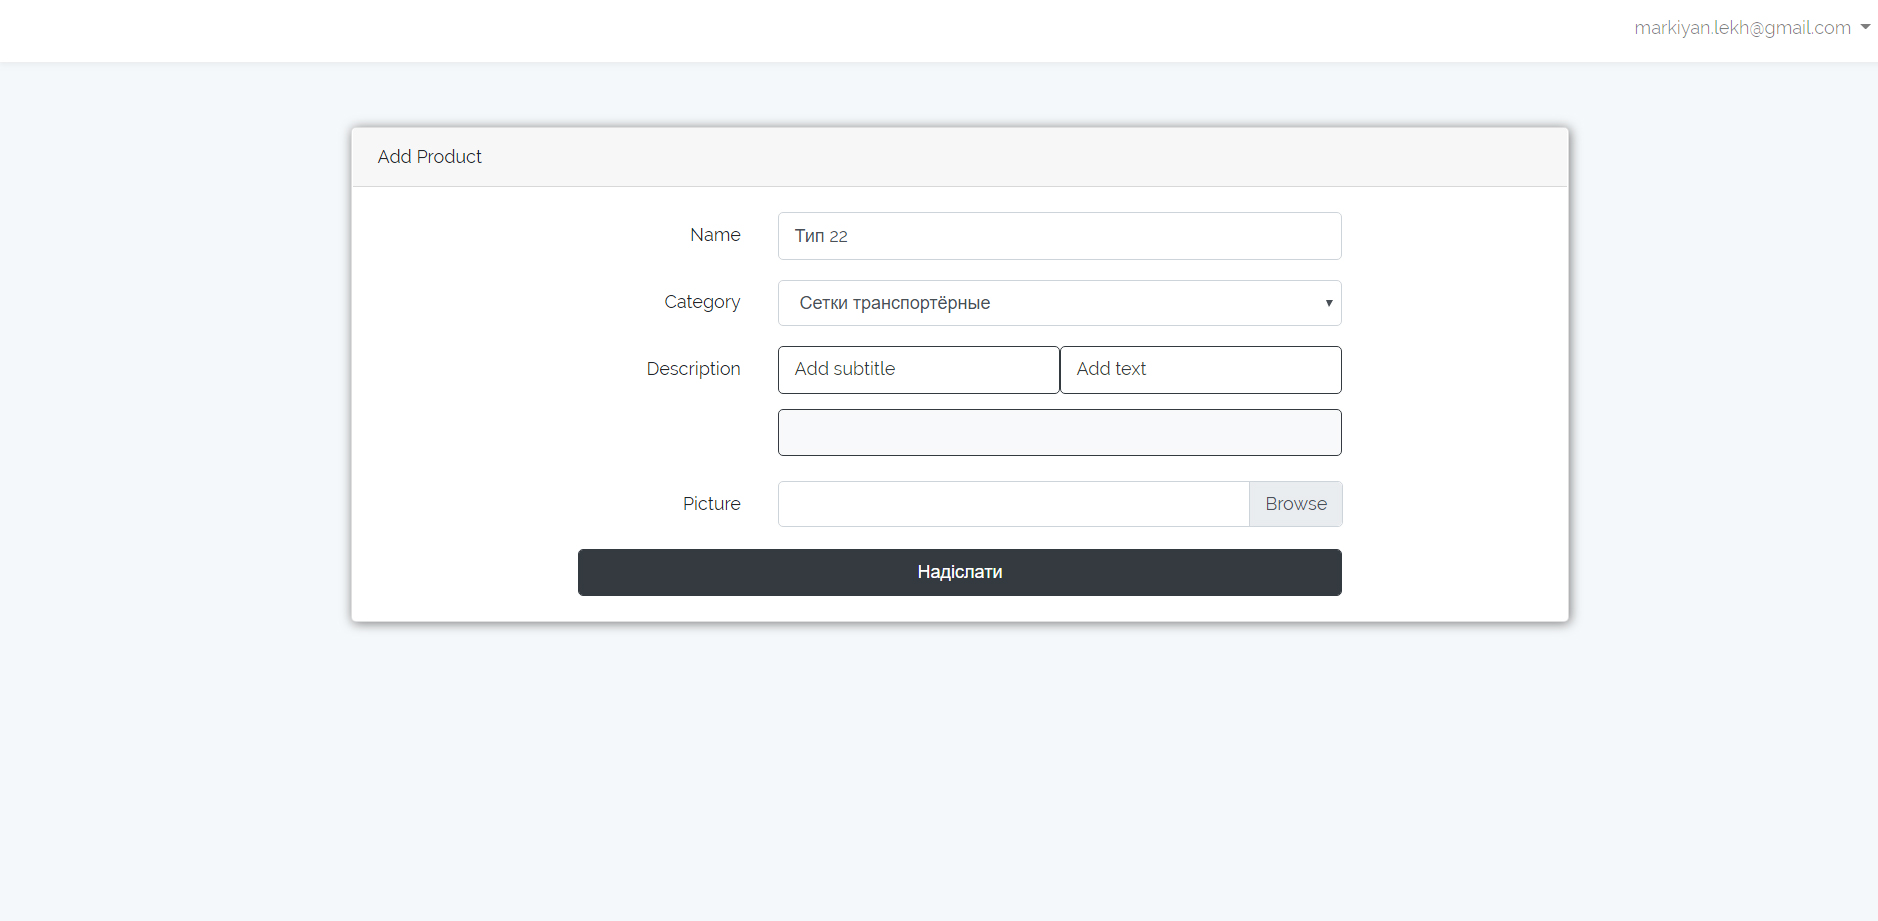 markiyan.lekh@gmail.com
Add Product
Name
Тип 22
Category
Сетки транспортёрные
Description
Add subtitle
Add text
Picture
Browse
Надіслати